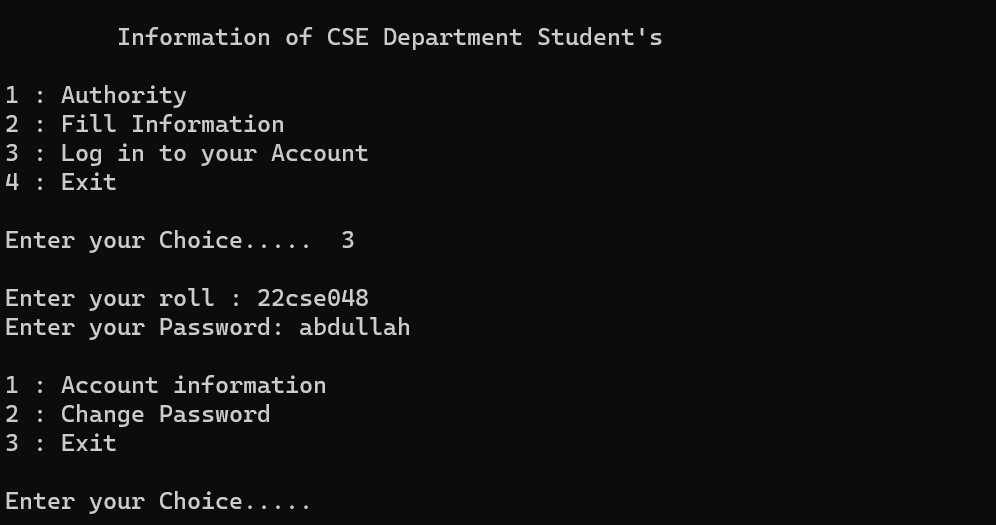 Information of CSE Department Student's
1 : Authority
2 : Fill Information
3 : Log in to your Account
4 : Exit
Enter your Choice.....  3
Enter your roll : 22cse048
Enter your Password: abdullah
1 : Account information
2 : Change Password
3 : Exit
Enter your Choice.....